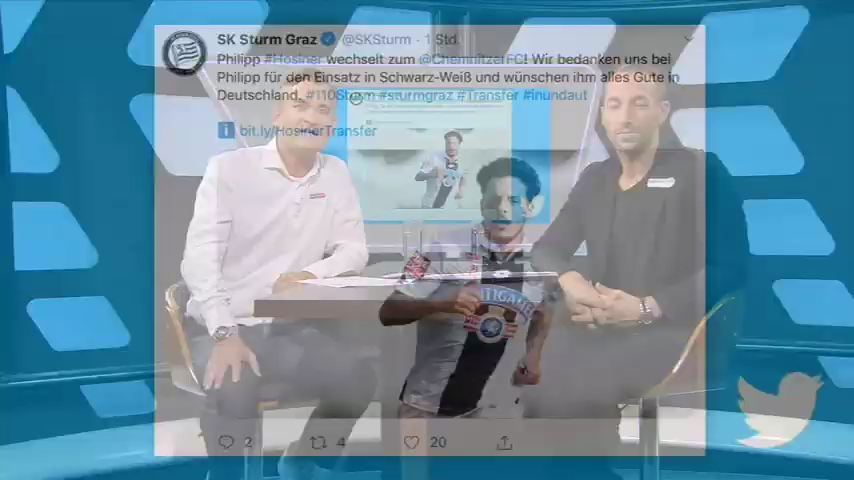 SK Sturm Graz @SKSturm · 1 Std.
Philipp #Hosiner wechselt zum @ChemnitzerFC! Wir bedanken uns bei
Philipp für den Einsatz in Schwarz-Weiß und wünschen ihm alles Gute in
Deutschland. #110Sturm #sturmgraz #Transfer #inundaut
bit.ly/HosinerTransfer
2 4 20